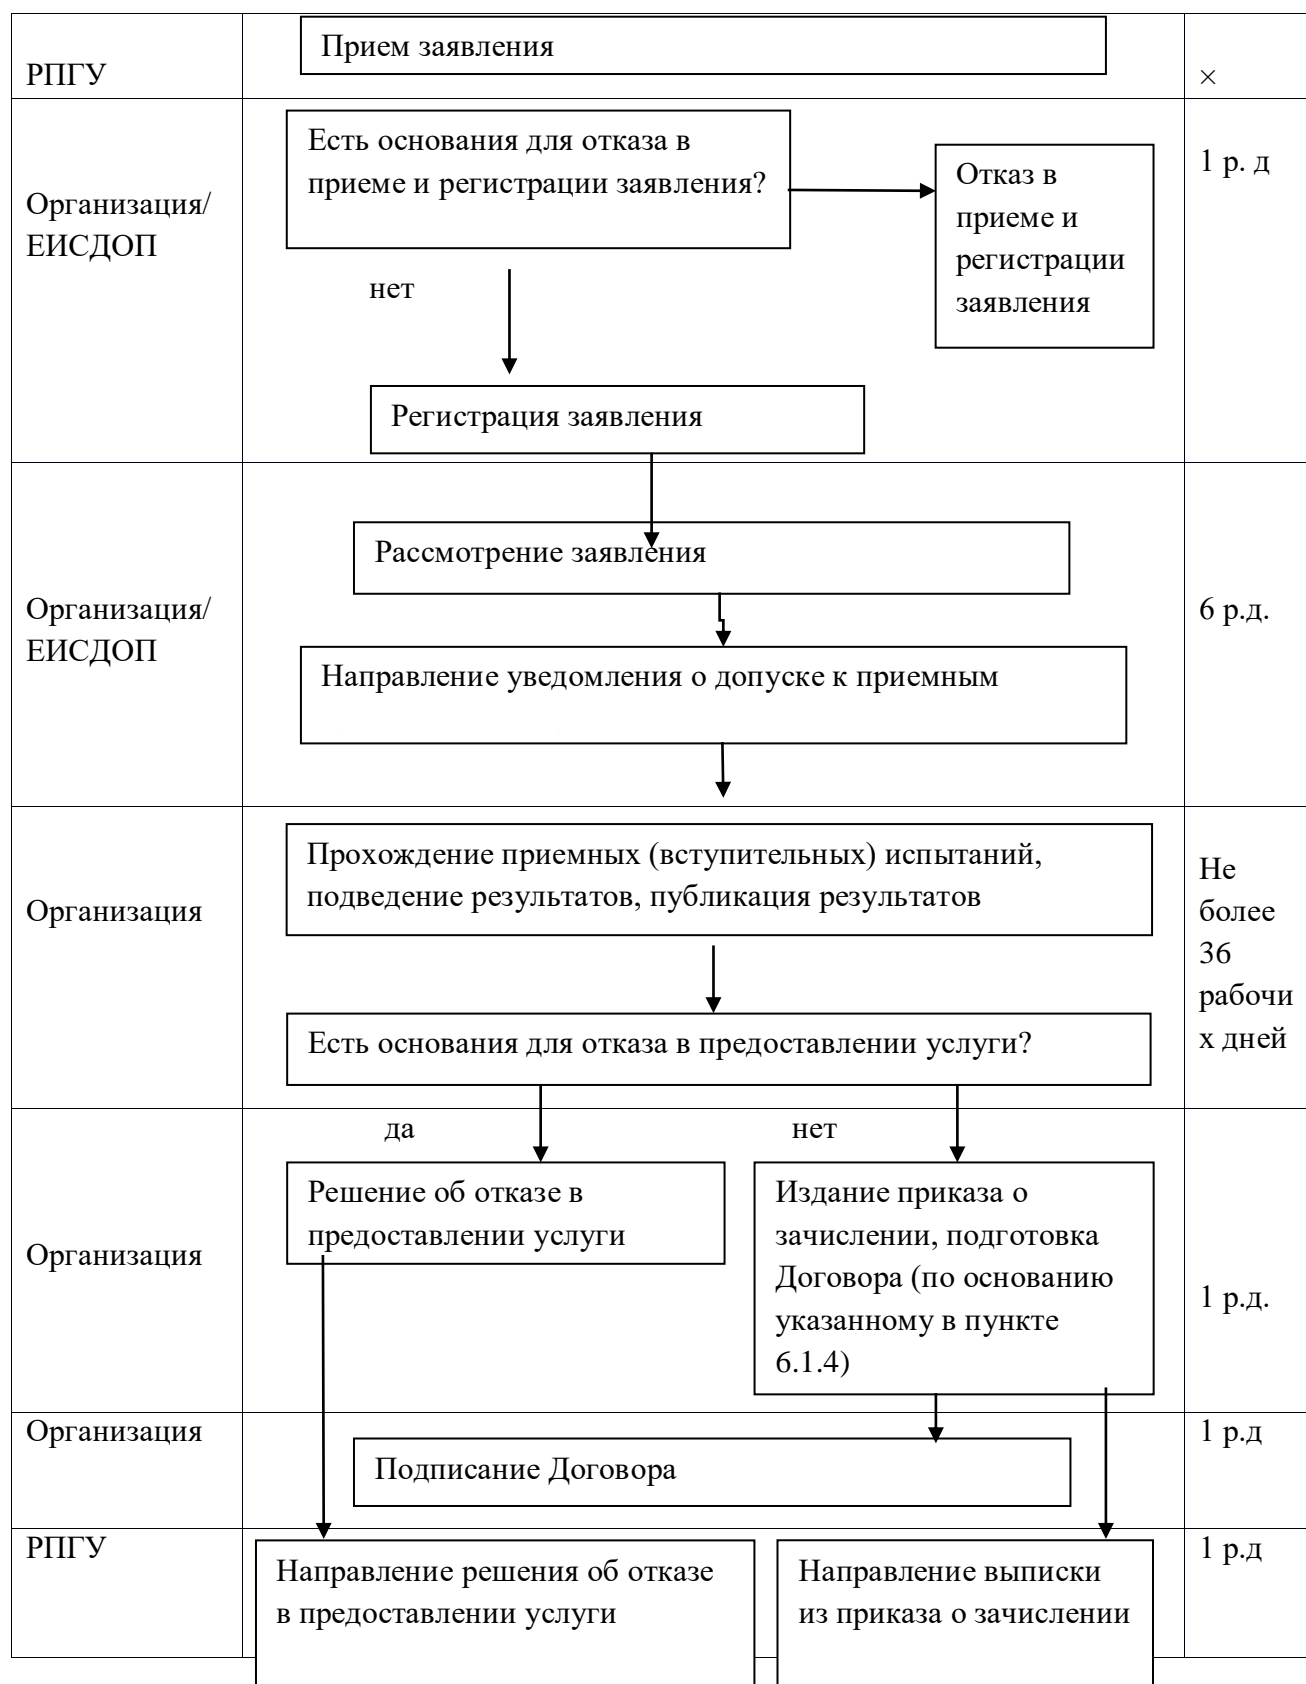 Прием заявления
РПГУ
×
Есть основания для отказа в
приеме и регистрации заявления?
Отказ в
приеме и
регистрации
заявления
1 р. д
Организация/
ЕИСДОП
нет
Регистрация заявления
Рассмотрение заявления
Организация/
ЕИСДОП
6 р.д.
Направление уведомления о допуске к приемным
Прохождение приемных (вступительных) испытаний,
подведение результатов, публикация результатов
Организация
Не
более
36
рабочи
х дней
Есть основания для отказа в предоставлении услуги?
да
нет
Решение об отказе в
предоставлении услуги
Издание приказа о
зачислении, подготовка
Договора (по основанию
указанному в пункте
6.1.4)
Организация
1 р.д.
Организация
1 р.д
Подписание Договора
РПГУ
1 р.д
Направление решения об отказе
в предоставлении услуги
Направление выписки
из приказа о зачислении